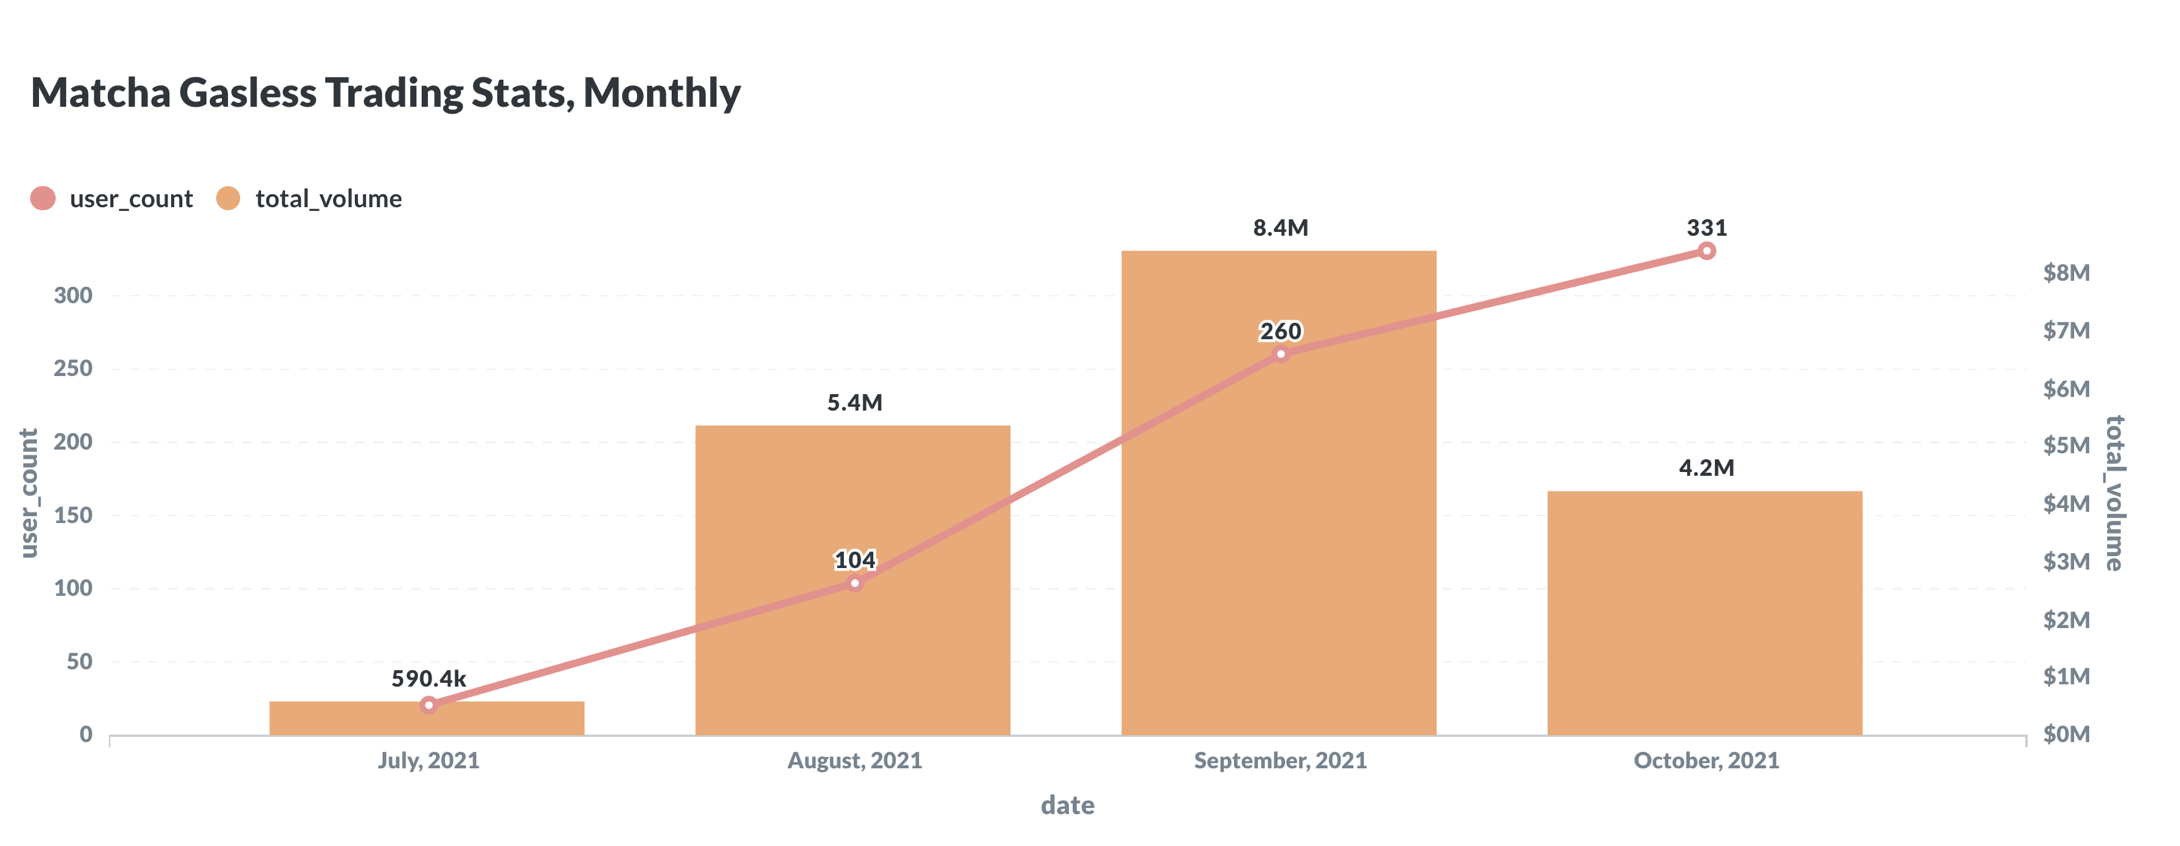 Matcha Gasless Trading Stats, Monthly
user_count total_volume
8.4M
331
260
5.4M
4.2M
104
590.4k
300
250
200
150
100
50
0
user_count
$8M
$7M
$6M
$5M
$4M
$3M
$2M
$1M
$0M
total_volume
July, 2021 August, 2021 September, 2021 October, 2021
date